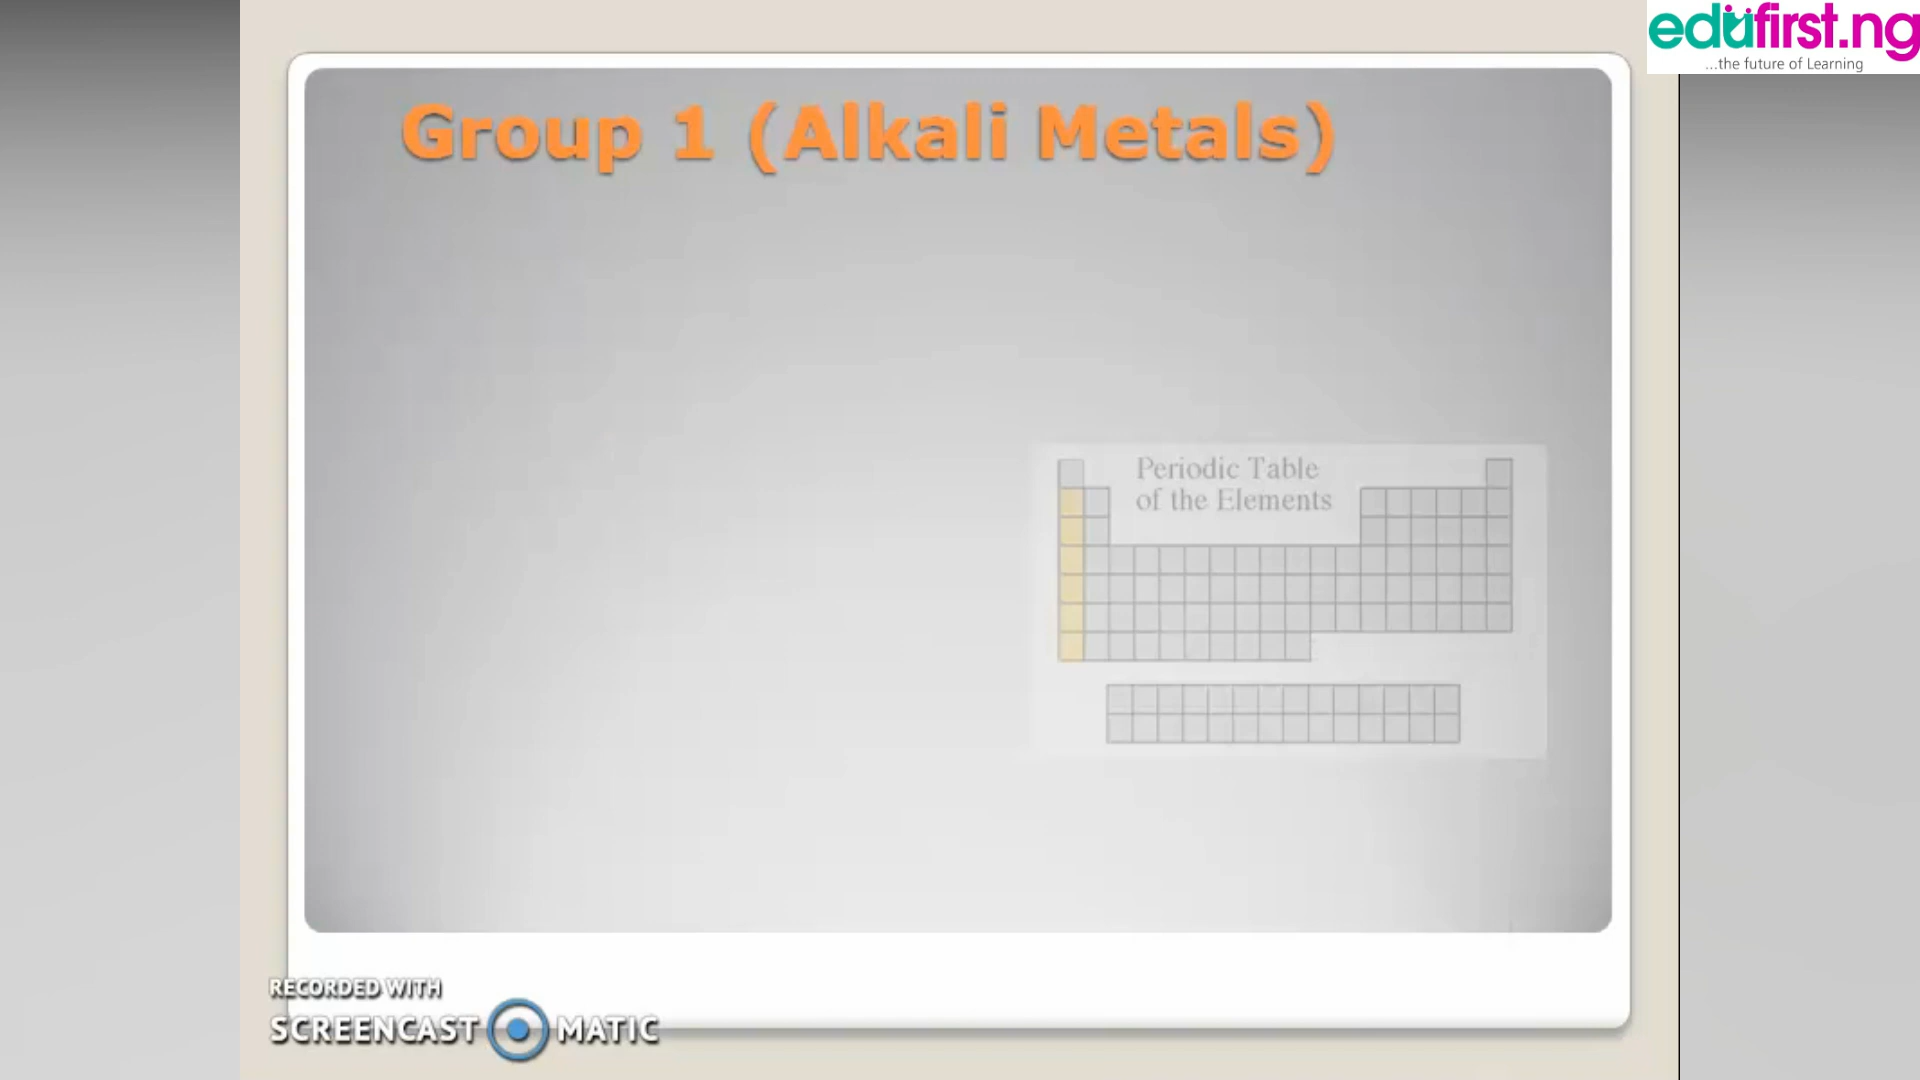 edufirst.ng
...the future of Learning
Group 1 (Alkali Metals)
Periodic Table
of the Elements
RECORDED WITH
SCREENCAST MATIC